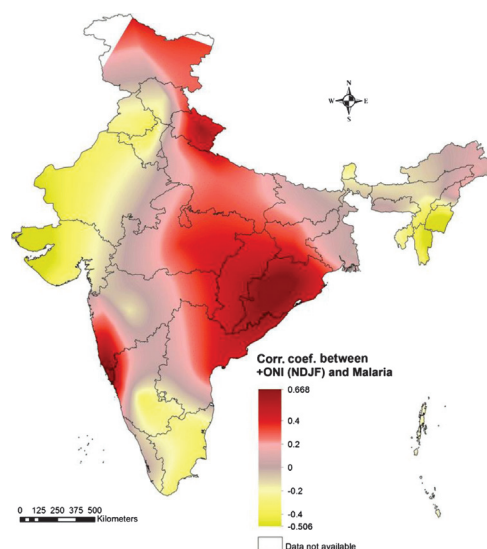 N
W E
S
Corr. coef. between
+ONI (NDJF) and Malaria
0.668
0.4
0.2
0
-0.2
-0.4
-0.506
Data not available
0 125 250 375 500
Kilometers